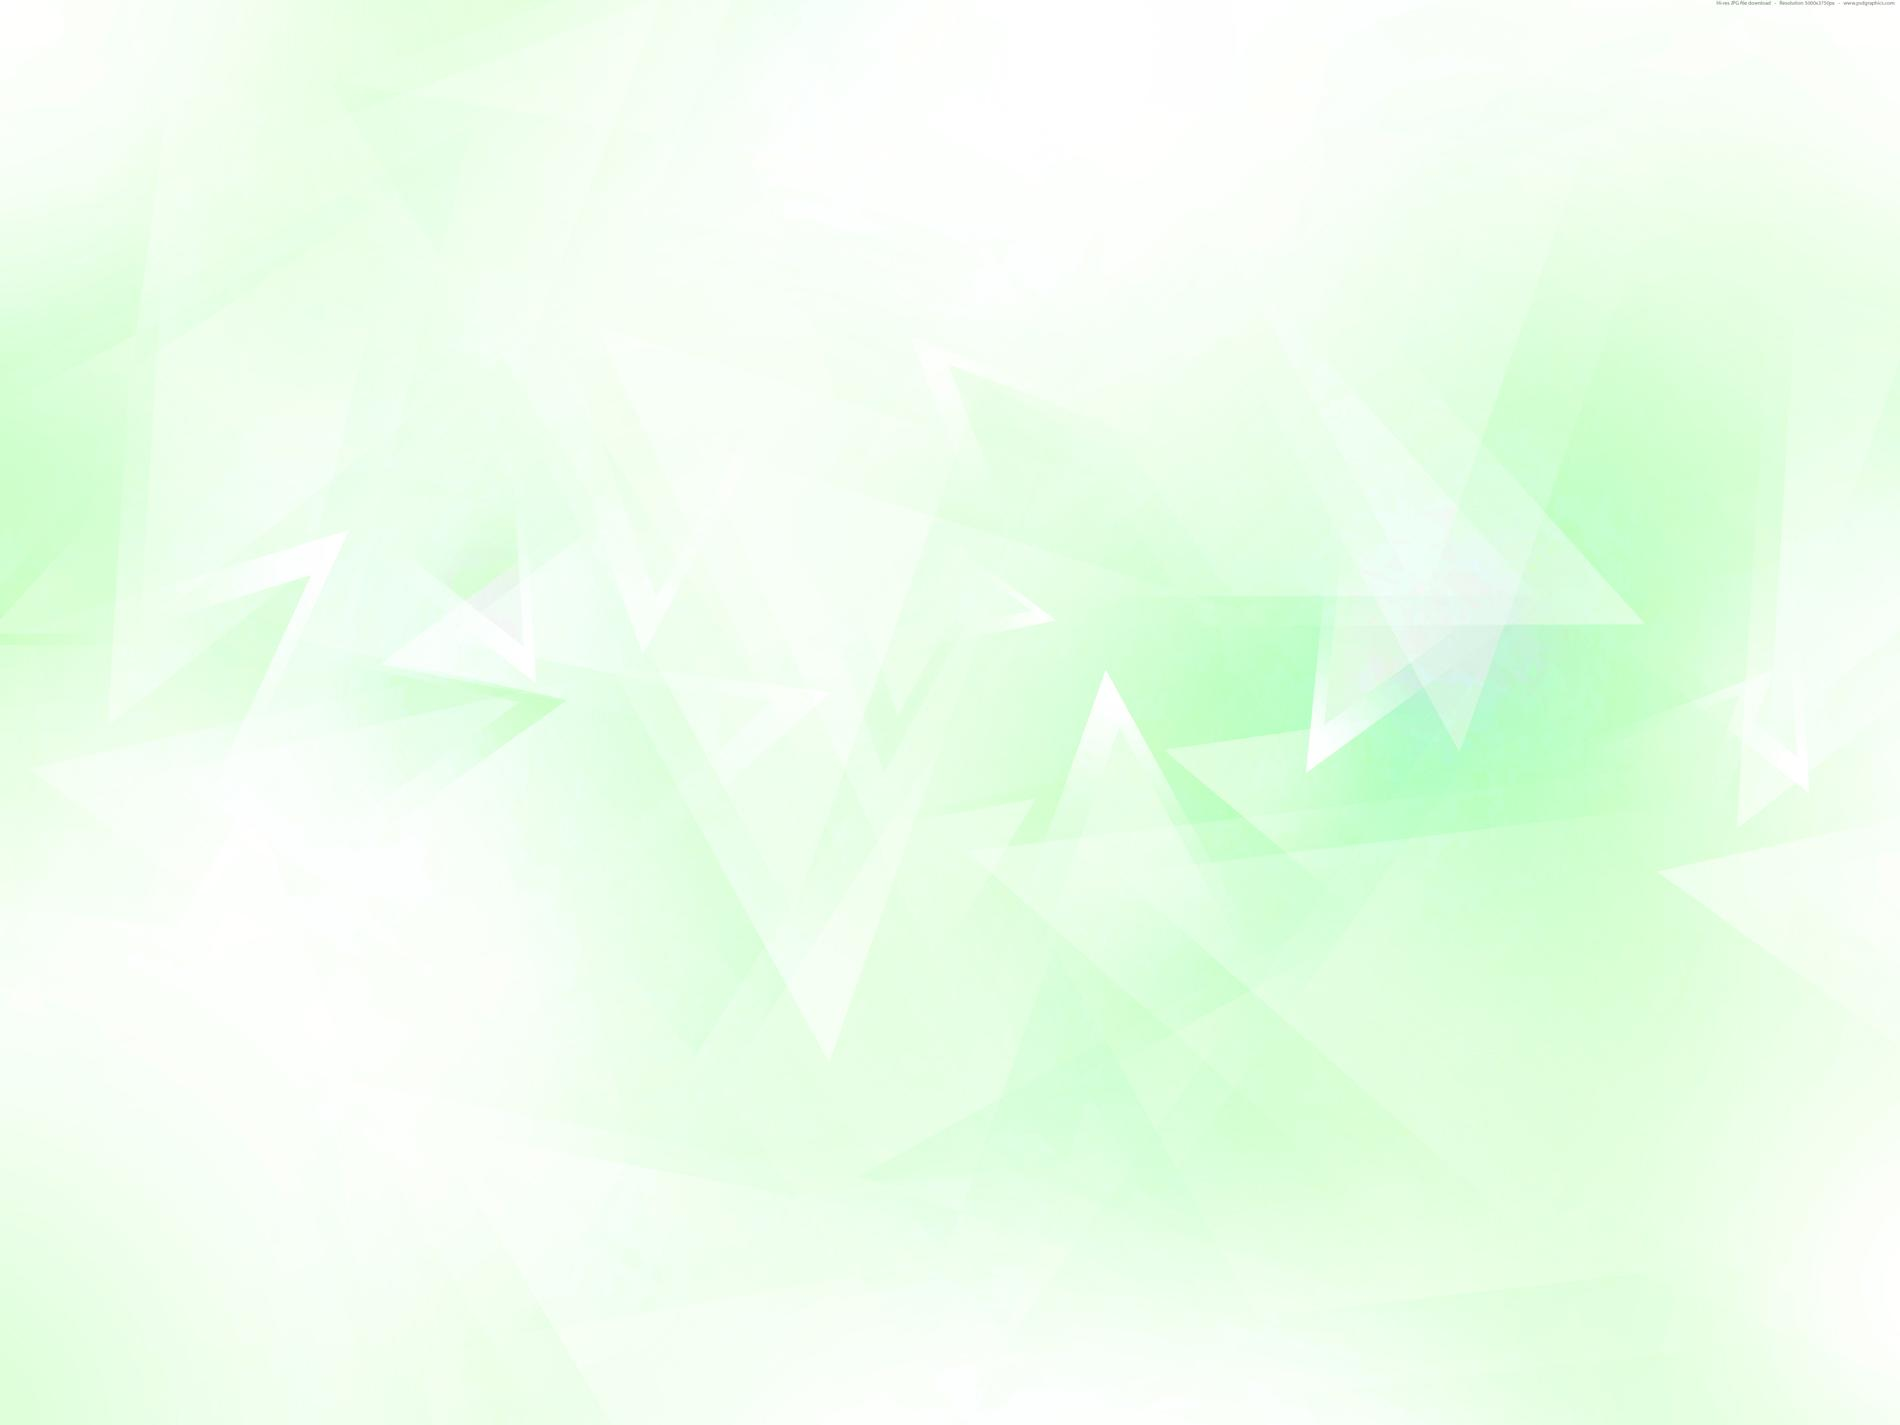 Hi-res JPG file download - Resolution 5000x3750px - www.psdgraphics.com